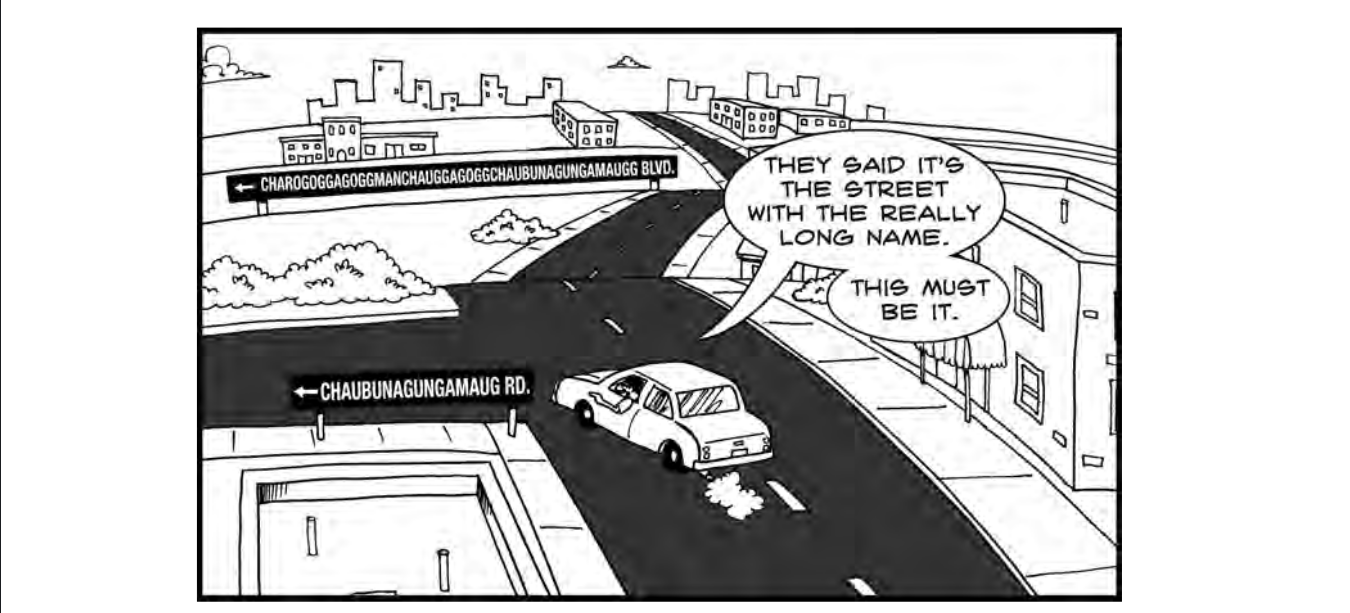 ← CHAROGOGGAGOGGMANCHAUGGAGOGGCHAUBUNAGUNGAMAUGG BLVD.
THEY SAID IT'S
THE STREET
WITH THE REALLY
LONG NAME.
THIS MUST
BE IT.
← CHAUBUNAGUNGAMAUG RD.